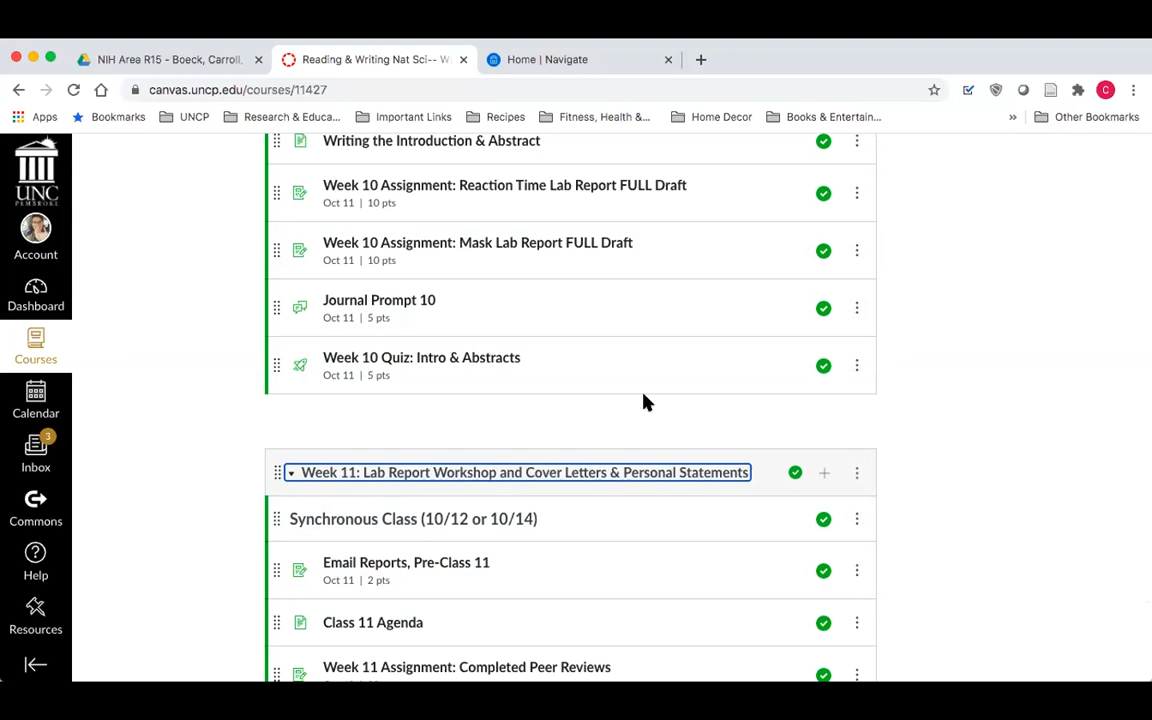 NIH Area R15 - Boeck, Carroll,
Reading & Writing Nat Sci-- W
Home | Navigate
canvas.uncp.edu/courses/11427
C
Apps
Bookmarks
UNCP
Research & Educa...
Important Links
Recipes
Fitness, Health &...
Home Decor
Books & Entertain...
»
Other Bookmarks
UNC
PEMBROKE
Account
Dashboard
Courses
Calendar
3
Inbox
Commons
Help
Resources
Writing the Introduction & Abstract
Week 10 Assignment: Reaction Time Lab Report FULL Draft
Oct 11 | 10 pts
Week 10 Assignment: Mask Lab Report FULL Draft
Oct 11 | 10 pts
Journal Prompt 10
Oct 11 | 5 pts
Week 10 Quiz: Intro & Abstracts
Oct 11 | 5 pts
Week 11: Lab Report Workshop and Cover Letters & Personal Statements
Synchronous Class (10/12 or 10/14)
Email Reports, Pre-Class 11
Oct 11 | 2 pts
Class 11 Agenda
Week 11 Assignment: Completed Peer Reviews